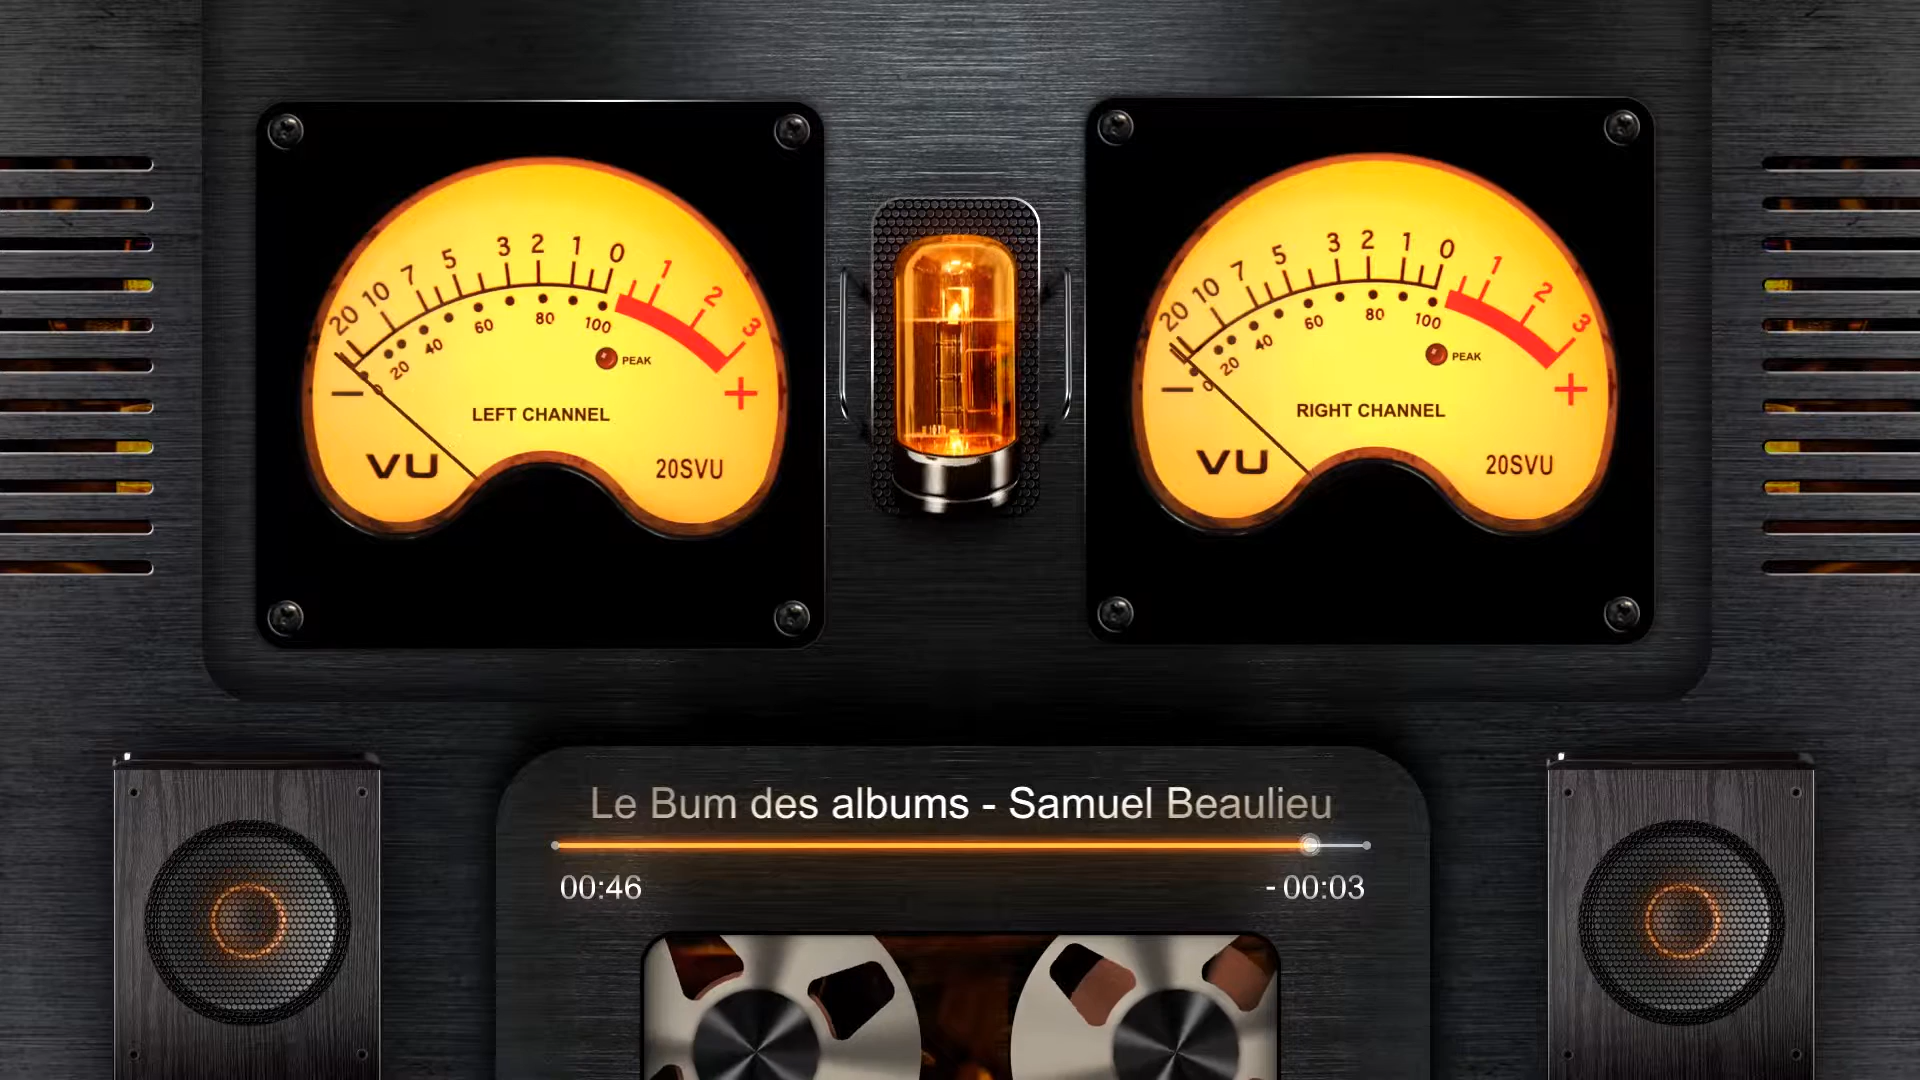 20 10 7 5 3 2 1 0 1 2 3
0 20 40 60 80 100
PEAK
− +
LEFT CHANNEL
VU 20SVU
20 10 7 5 3 2 1 0 1 2 3
0 20 40 60 80 100
PEAK
− +
RIGHT CHANNEL
VU 20SVU
Le Bum des albums - Samuel Beaulieu
00:46 -00:03